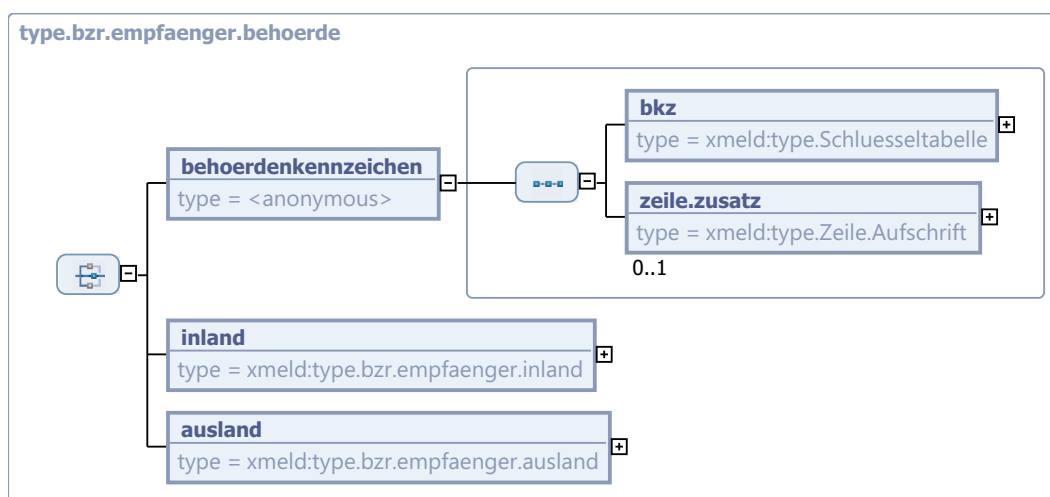 type.bzr.empfaenger.behoerde
bkz
type = xmeld:type.Schluesseltabelle
behoerdenkennzeichen
type = <anonymous>
zeile.zusatz
type = xmeld:type.Zeile.Aufschrift
0..1
inland
type = xmeld:type.bzr.empfaenger.inland
ausland
type = xmeld:type.bzr.empfaenger.ausland